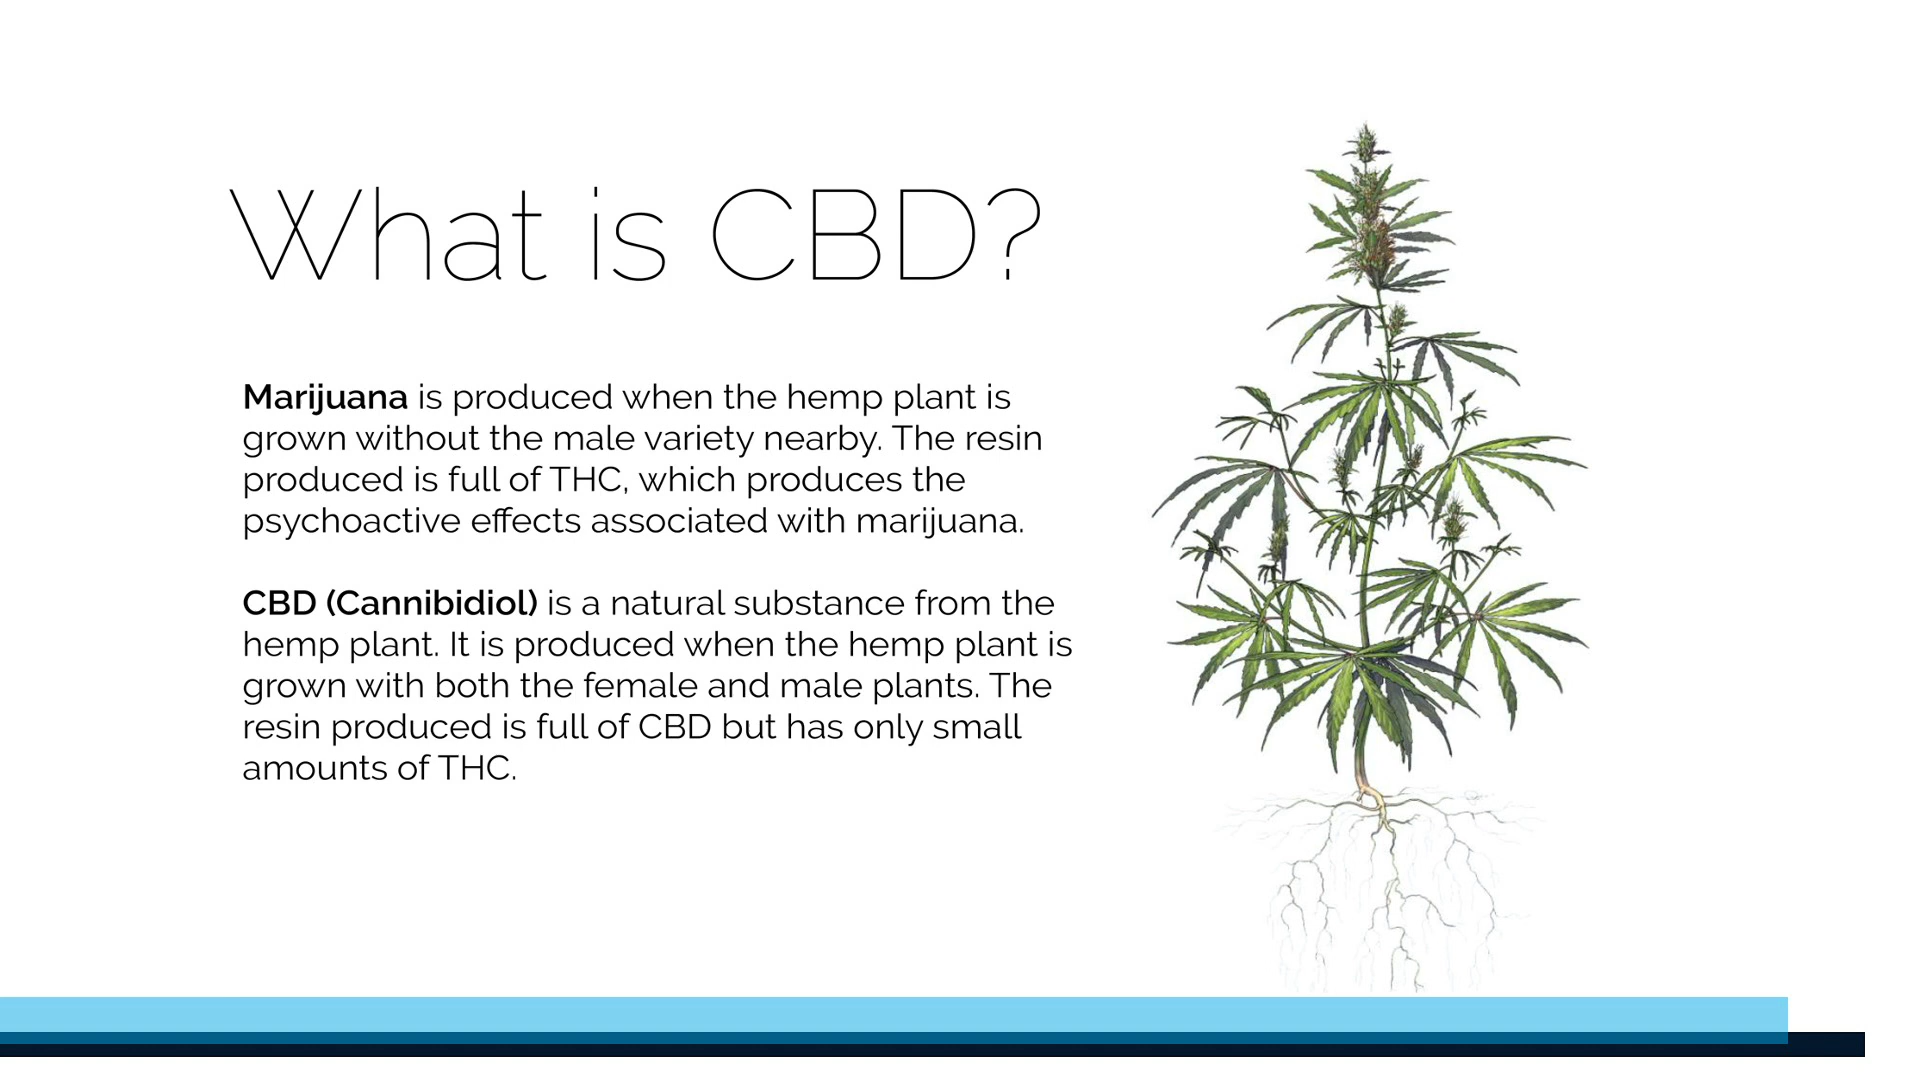 What is CBD?
Marijuana is produced when the hemp plant is
grown without the male variety nearby. The resin
produced is full of THC, which produces the
psychoactive effects associated with marijuana.
CBD (Cannibidiol) is a natural substance from the
hemp plant. It is produced when the hemp plant is
grown with both the female and male plants. The
resin produced is full of CBD but has only small
amounts of THC.